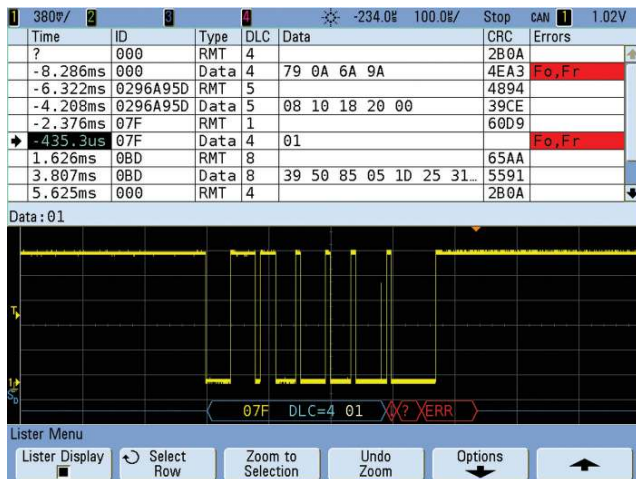 1 380▽/ 2 3 4 -234.0us 100.0us/ Stop CAN 1 1.02V
Time ID Type DLC Data CRC Errors
? 000 RMT 4 2B0A
-8.286ms 000 Data 4 79 0A 6A 9A 4EA3 Fo,Fr
-6.322ms 0296A95D RMT 5 4894
-4.208ms 0296A95D Data 5 08 10 18 20 00 39CE
-2.376ms 07F RMT 1 60D9
-435.3us 07F Data 4 01 Fo,Fr
1.626ms 0BD RMT 8 65AA
3.807ms 0BD Data 8 39 50 85 05 1D 25 31… 5591
5.625ms 000 RMT 4 2B0A
Data:01
T
1
07F DLC=4 01 ? ERR
Lister Menu
Lister Display Select Row Zoom to Selection Undo Zoom Options